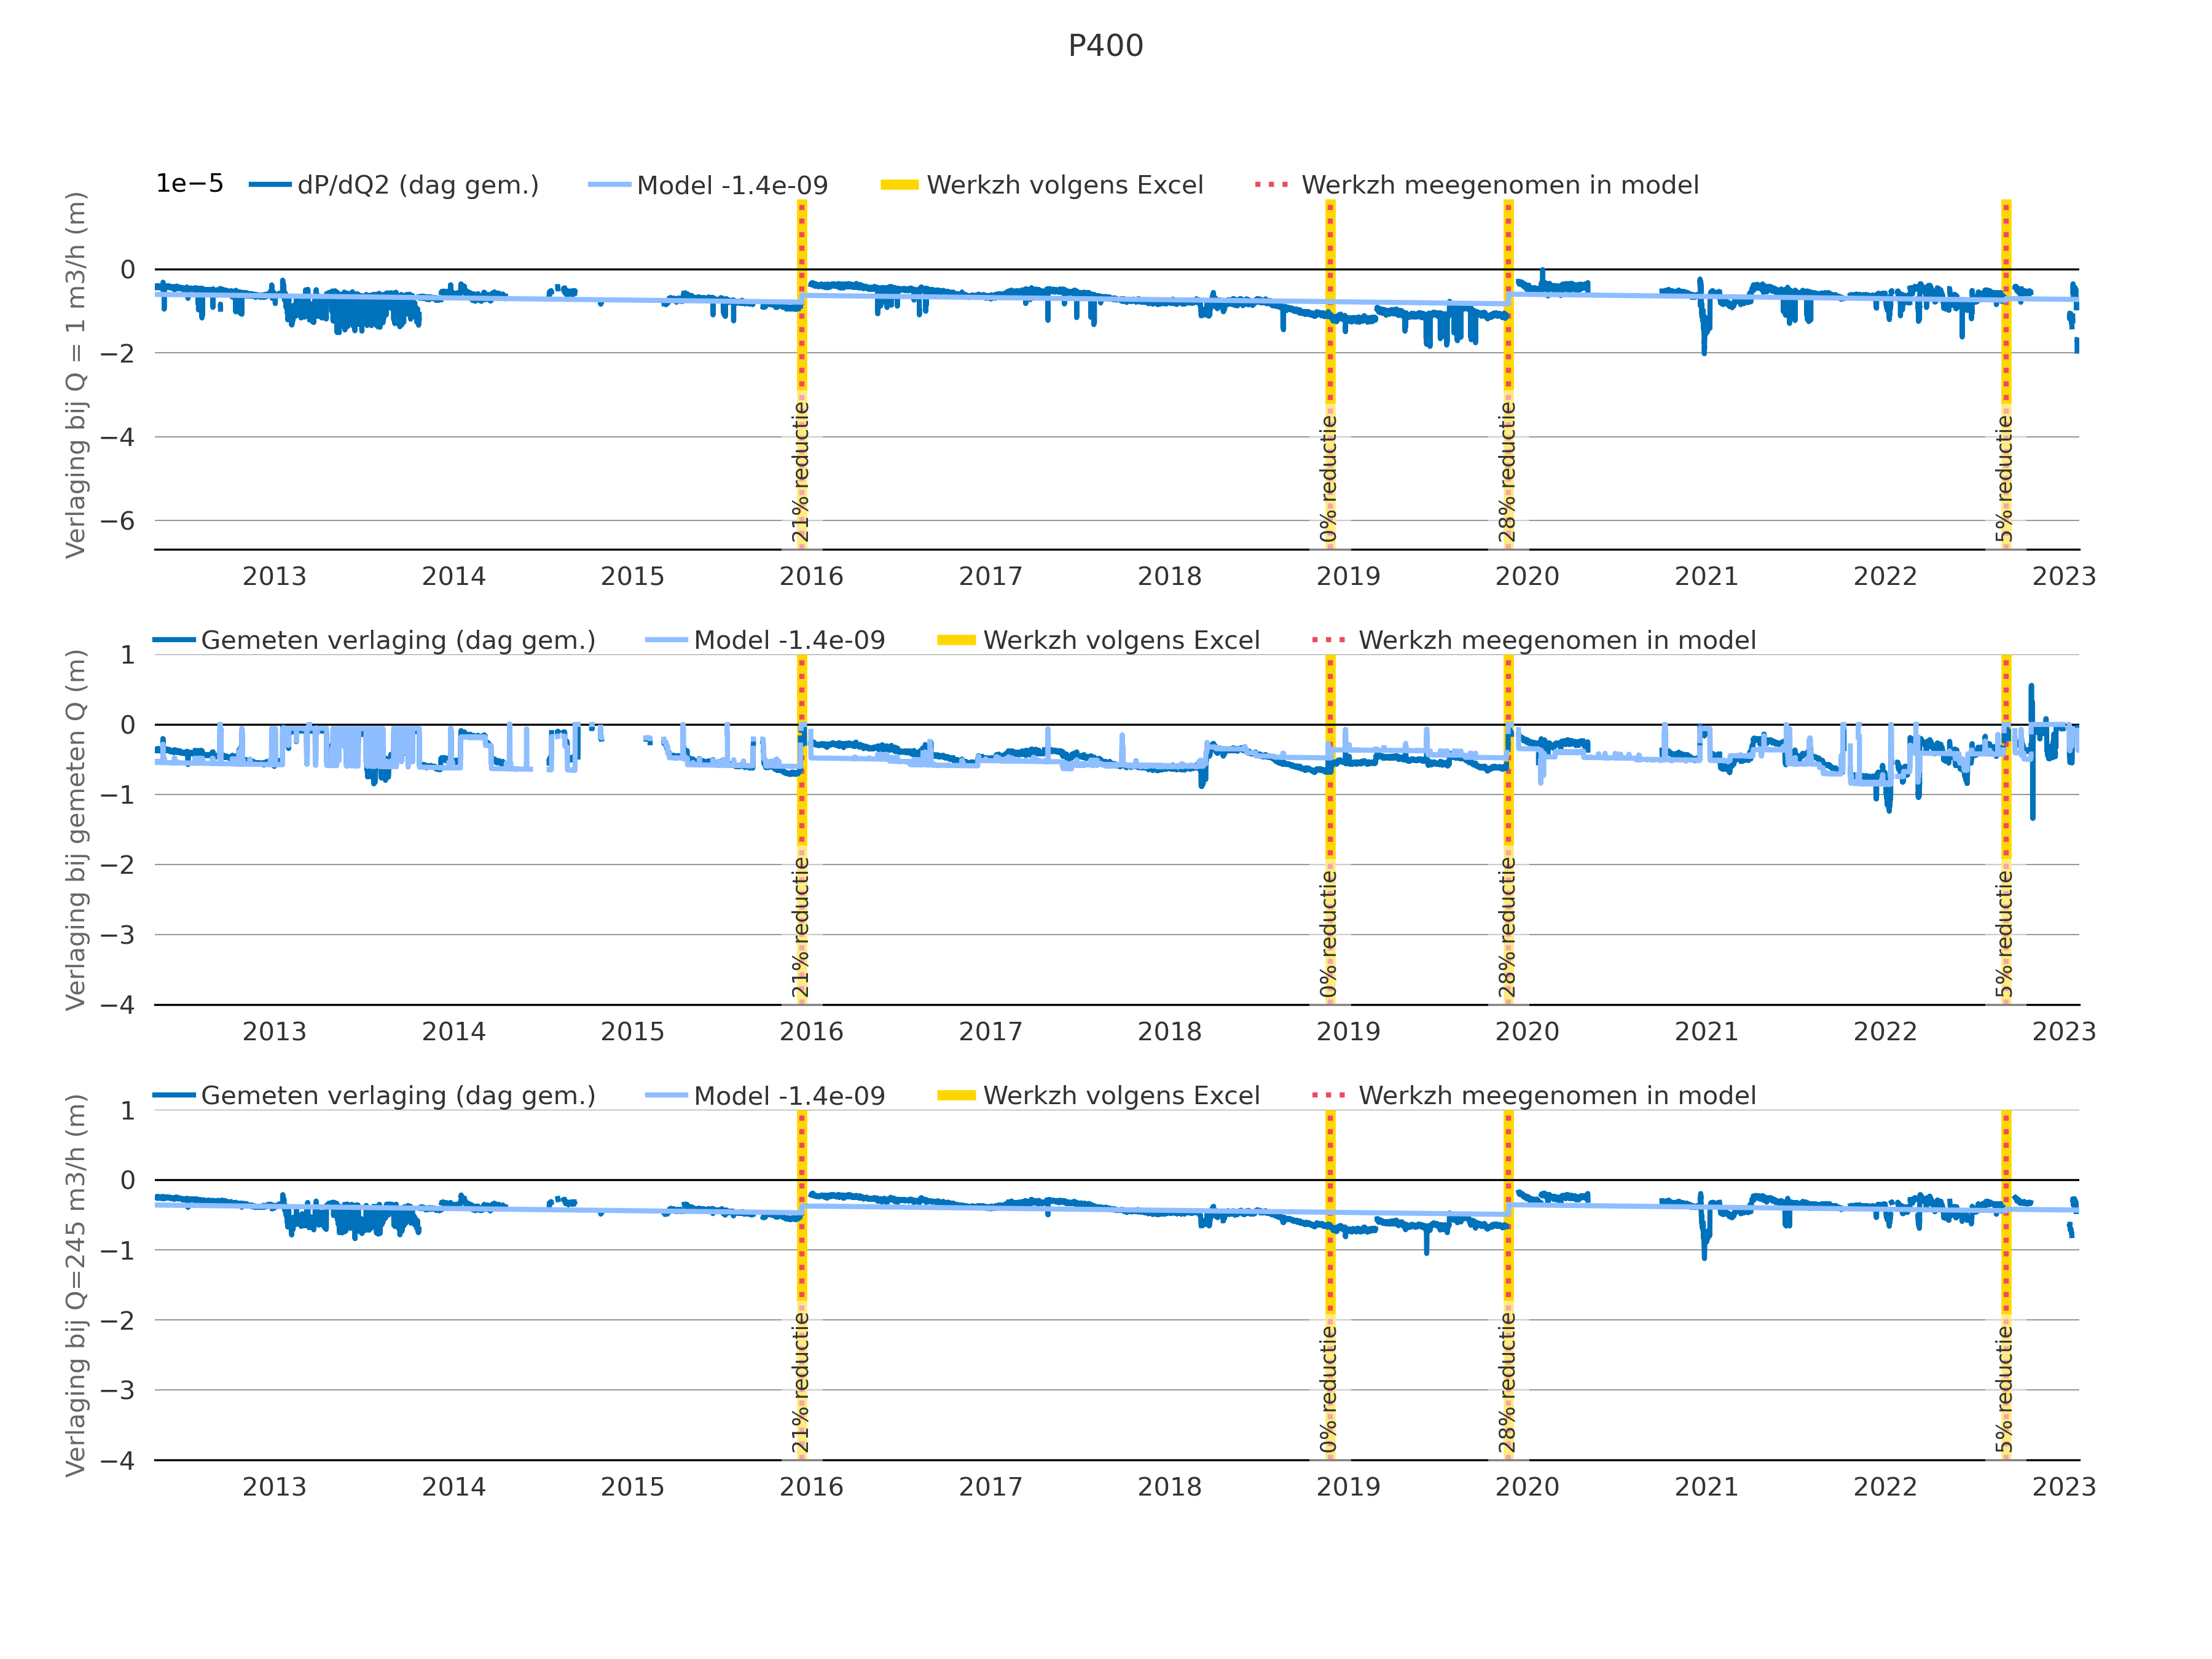 P400
1e−5
dP/dQ2 (dag gem.) Model -1.4e-09 Werkzh volgens Excel Werkzh meegenomen in model
Verlaging bij Q = 1 m3/h (m)
0
−2
−4
−6
21% reductie
0% reductie
28% reductie
5% reductie
2013 2014 2015 2016 2017 2018 2019 2020 2021 2022 2023
Gemeten verlaging (dag gem.) Model -1.4e-09 Werkzh volgens Excel Werkzh meegenomen in model
Verlaging bij gemeten Q (m)
1
0
−1
−2
−3
−4
21% reductie
0% reductie
28% reductie
5% reductie
2013 2014 2015 2016 2017 2018 2019 2020 2021 2022 2023
Gemeten verlaging (dag gem.) Model -1.4e-09 Werkzh volgens Excel Werkzh meegenomen in model
Verlaging bij Q=245 m3/h (m)
1
0
−1
−2
−3
−4
21% reductie
0% reductie
28% reductie
5% reductie
2013 2014 2015 2016 2017 2018 2019 2020 2021 2022 2023